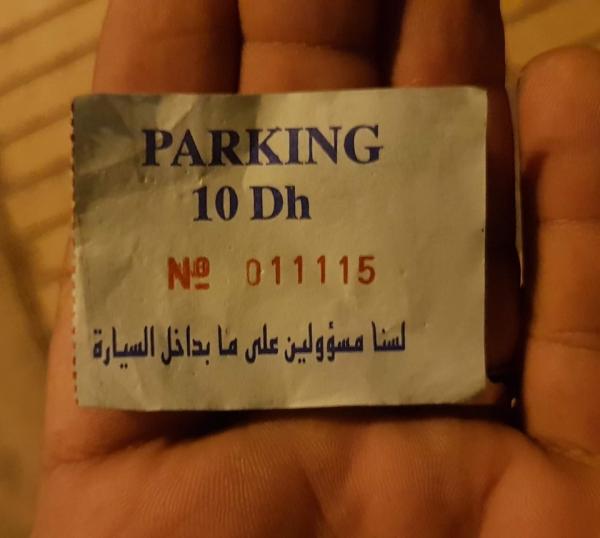 PARKING
10 Dh
Nº 011115
لسنا مسؤولين على ما بداخل السيارة